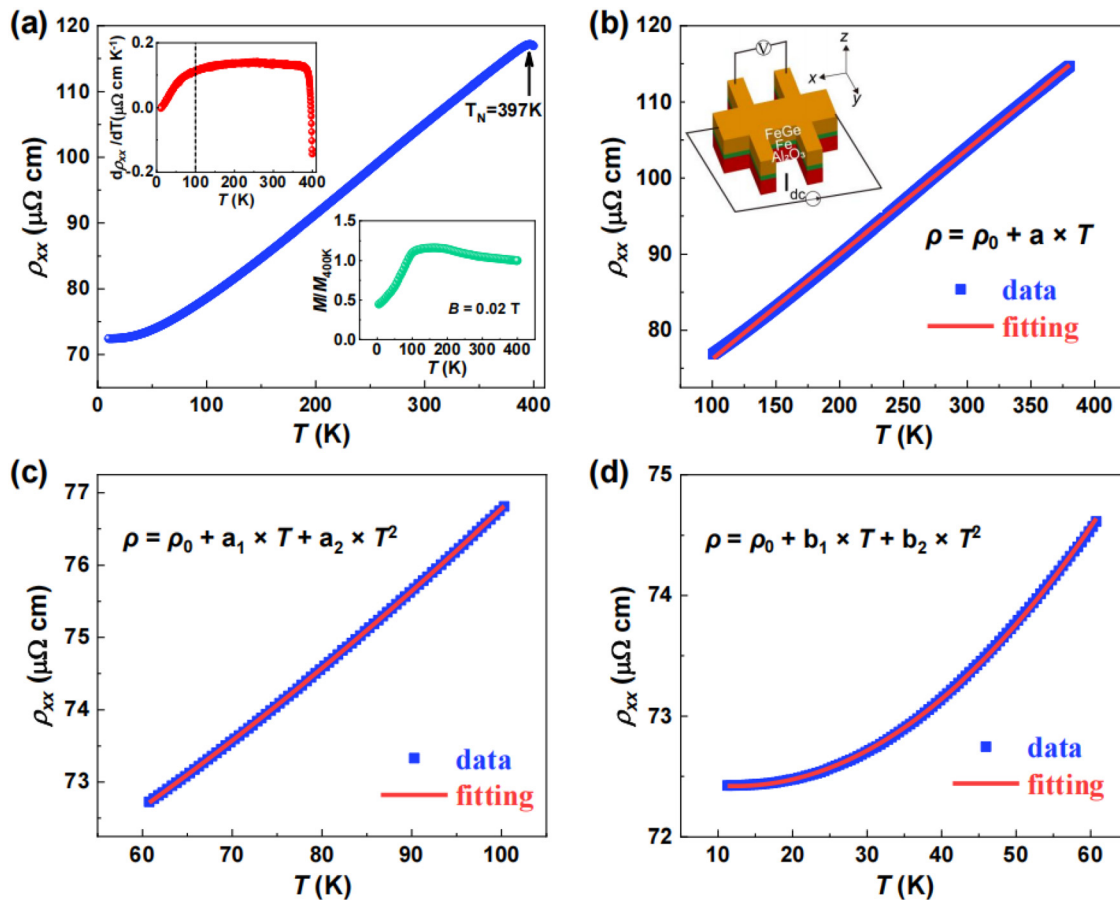 (a)
120
110
100
90
80
70
ρxx (μΩ cm)
0
100
200
300
400
T (K)
TN=397K
0.2
0.0
-0.2
dρxx /dT(μΩ cm K-1)
0 100 200 300 400
T (K)
1.5
1.0
0.5
0.0
M/M400K
B = 0.02 T
0 100 200 300 400
T (K)
(b)
120
110
100
90
80
ρxx (μΩ cm)
V
z
x
y
FeGe
Fe
Al2O3
I
dc
ρ = ρ0 + a × T
data
fitting
100 150 200 250 300 350 400
T (K)
(c)
77
76
75
74
73
ρxx (μΩ cm)
ρ = ρ0 + a1 × T + a2 × T2
data
fitting
60 70 80 90 100
T (K)
(d)
75
74
73
72
ρxx (μΩ cm)
ρ = ρ0 + b1 × T + b2 × T2
data
fitting
10 20 30 40 50 60
T (K)